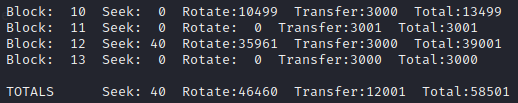 Block:  10  Seek:  0  Rotate:10499  Transfer:3000  Total:13499
Block:  11  Seek:  0  Rotate:  0  Transfer:3001  Total:3001
Block:  12  Seek: 40  Rotate:35961  Transfer:3000  Total:39001
Block:  13  Seek:  0  Rotate:  0  Transfer:3000  Total:3000
TOTALS      Seek: 40  Rotate:46460  Transfer:12001  Total:58501